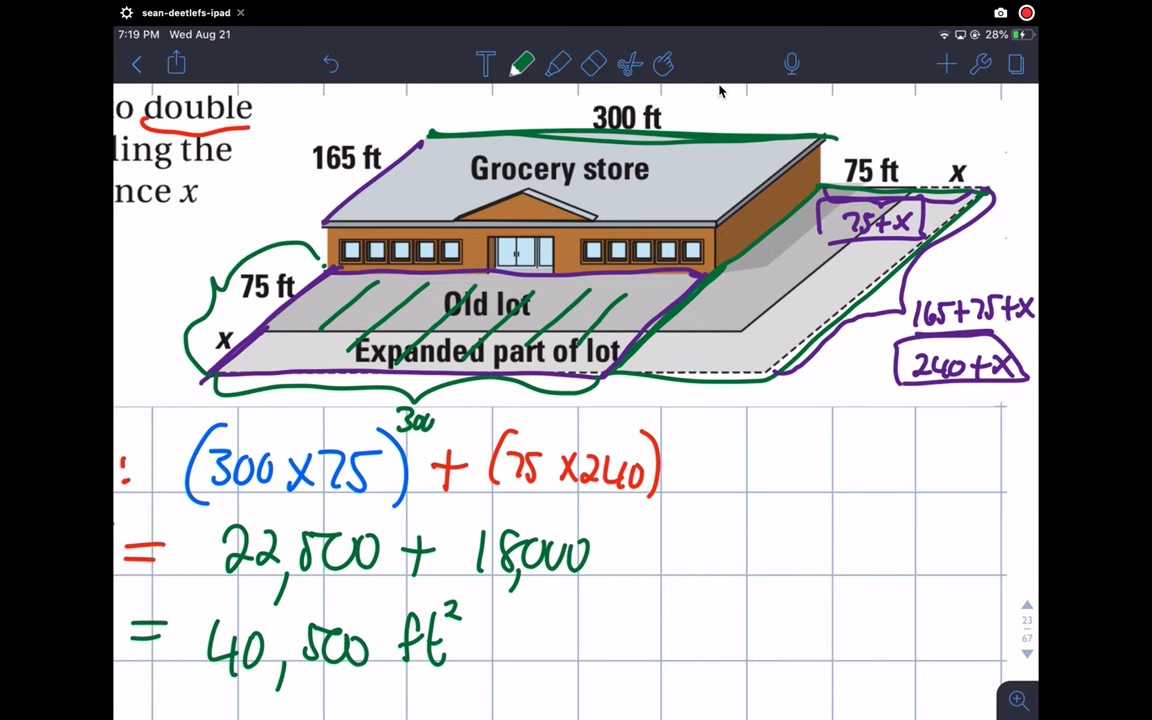 sean-deetlefs-ipad
7:19 PM Wed Aug 21
28%
T
o double
ling the
nce x
300 ft
165 ft
Grocery store
75 ft
x
75+x
75 ft
Old lot
165+75+x
x
Expanded part of lot
240+x
300
: (300 x 75) + (75 x 240)
= 22,500 + 18,000
= 40,500 ft²
23
67